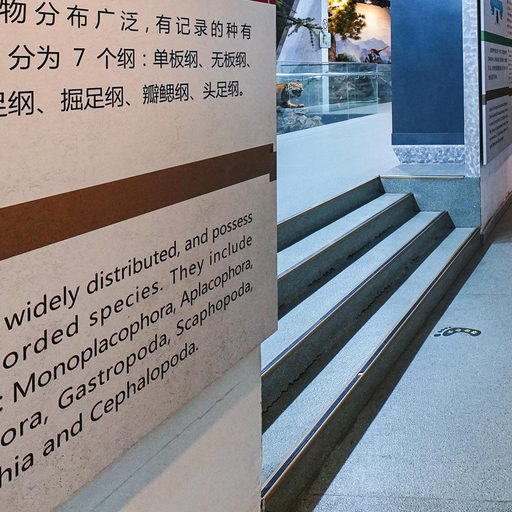 物分布广泛，有记录的种有
分为 7 个纲：单板纲、无板纲、
足纲、掘足纲、瓣鳃纲、头足纲。
widely distributed, and possess
orded species. They include
: Monoplacophora, Aplacophora,
ora, Gastropoda, Scaphopoda,
hia and Cephalopoda.